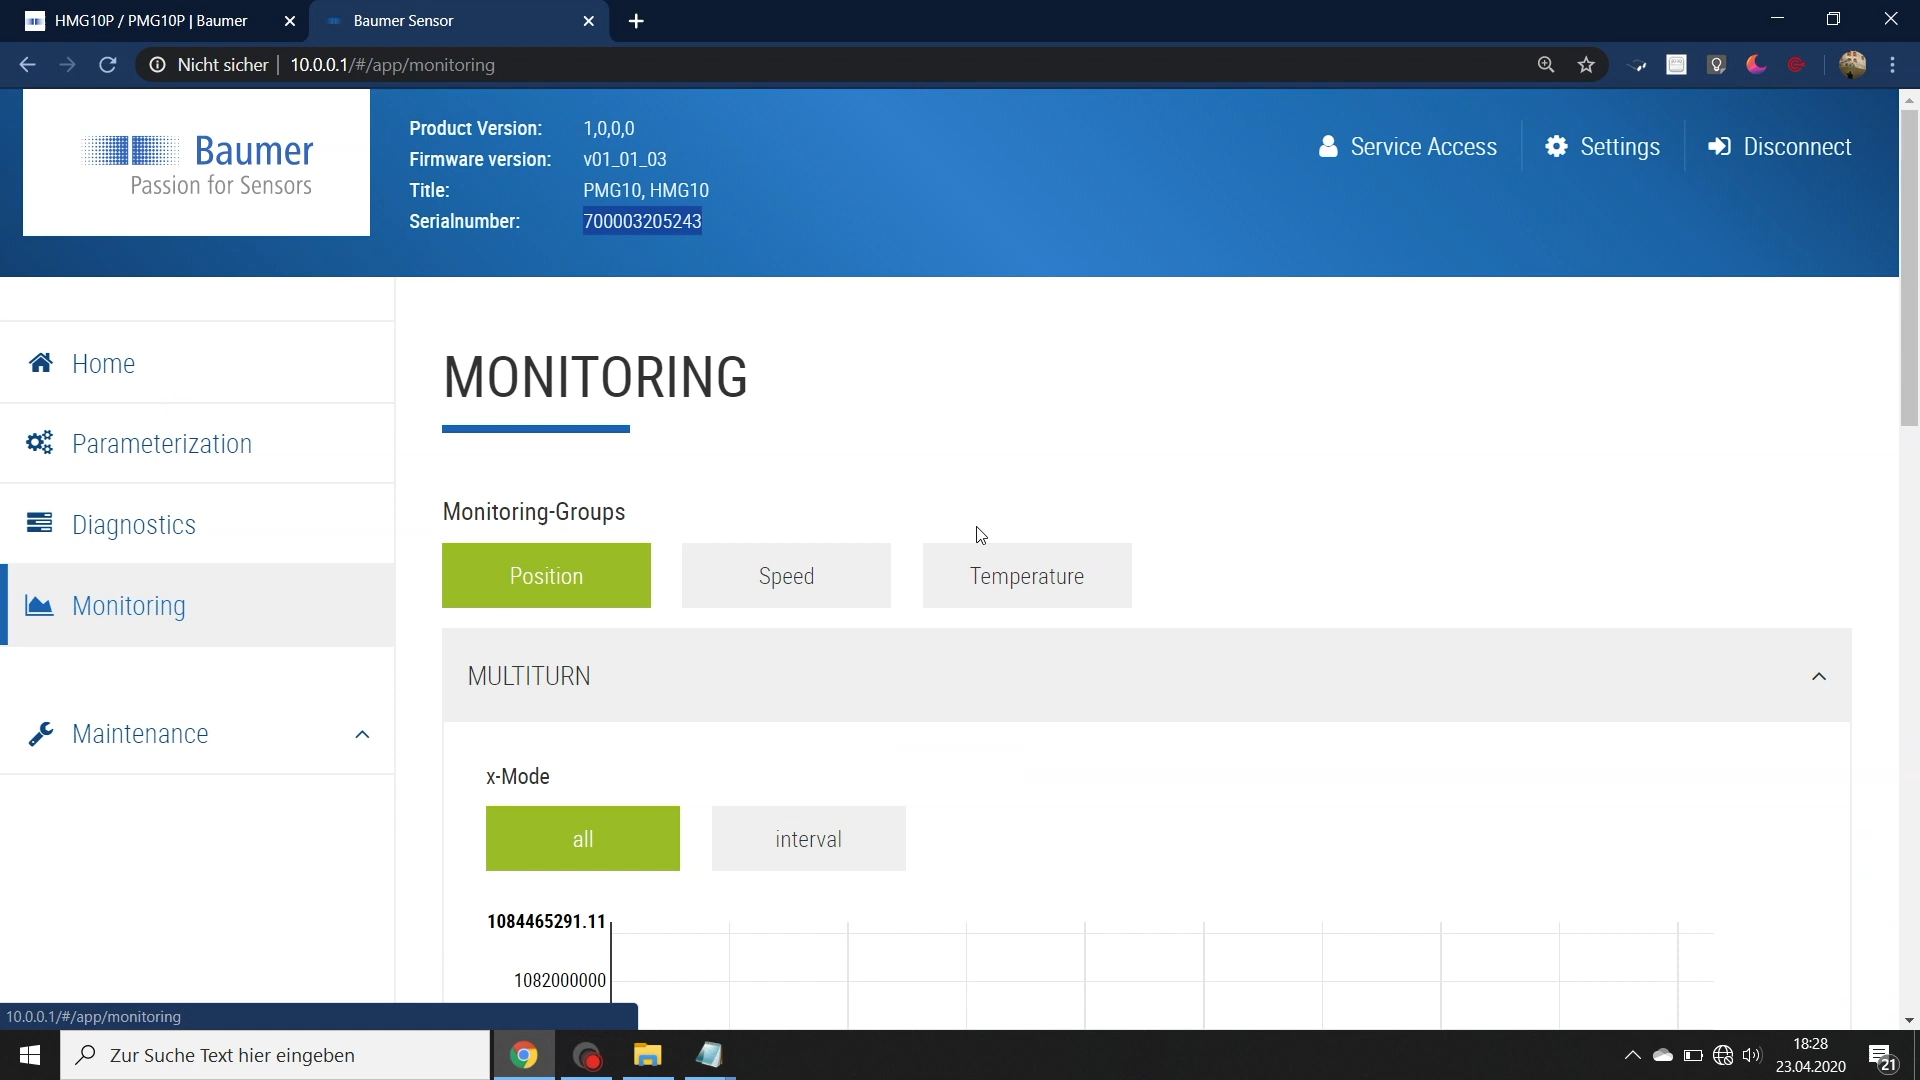 HMG10P / PMG10P | Baumer
Baumer Sensor
Nicht sicher | 10.0.0.1/#/app/monitoring
Baumer
Passion for Sensors
Product Version: 1,0,0,0
Firmware version: v01_01_03
Title: PMG10, HMG10
Serialnumber: 700003205243
Service Access
Settings
Disconnect
Home
Parameterization
Diagnostics
Monitoring
Maintenance
MONITORING
Monitoring-Groups
Position Speed Temperature
MULTITURN
x-Mode
all interval
1084465291.11
1082000000
10.0.0.1/#/app/monitoring
Zur Suche Text hier eingeben
18:28
23.04.2020
21